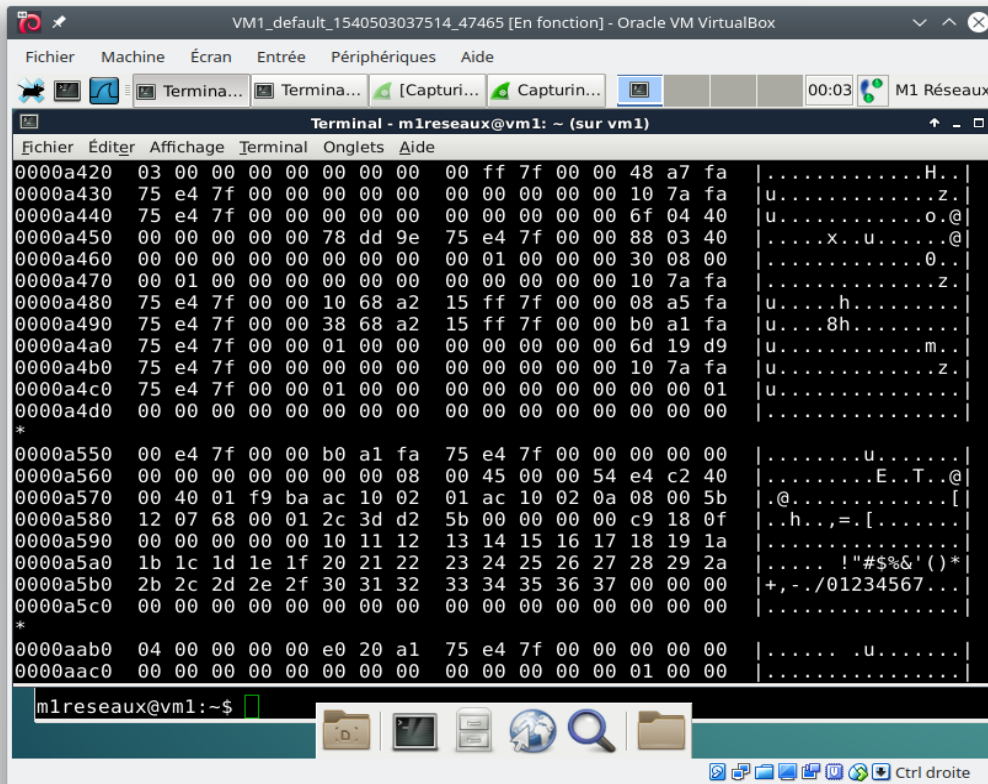 VM1_default_1540503037514_47465 [En fonction] - Oracle VM VirtualBox
Fichier Machine Écran Entrée Périphériques Aide
Termina... Termina... [Capturi... Capturin... 00:03 M1 Réseaux
Terminal - m1reseaux@vm1: ~ (sur vm1)
Fichier Éditer Affichage Terminal Onglets Aide
0000a420  03 00 00 00 00 00 00 00  00 ff 7f 00 00 48 a7 fa  |.............H..|
0000a430  75 e4 7f 00 00 00 00 00  00 00 00 00 00 10 7a fa  |u.............z.|
0000a440  75 e4 7f 00 00 00 00 00  00 00 00 00 00 6f 04 40  |u............o.@|
0000a450  00 00 00 00 00 78 dd 9e  75 e4 7f 00 00 88 03 40  |.....x..u......@|
0000a460  00 00 00 00 00 00 00 00  00 01 00 00 00 30 08 00  |.............0..|
0000a470  00 01 00 00 00 00 00 00  00 00 00 00 00 10 7a fa  |..............z.|
0000a480  75 e4 7f 00 00 10 68 a2  15 ff 7f 00 00 08 a5 fa  |u.....h.........|
0000a490  75 e4 7f 00 00 38 68 a2  15 ff 7f 00 00 b0 a1 fa  |u....8h.........|
0000a4a0  75 e4 7f 00 00 01 00 00  00 00 00 00 00 6d 19 d9  |u............m..|
0000a4b0  75 e4 7f 00 00 00 00 00  00 00 00 00 00 10 7a fa  |u.............z.|
0000a4c0  75 e4 7f 00 00 01 00 00  00 00 00 00 00 00 00 01  |u...............|
0000a4d0  00 00 00 00 00 00 00 00  00 00 00 00 00 00 00 00  |................|
*
0000a550  00 e4 7f 00 00 b0 a1 fa  75 e4 7f 00 00 00 00 00  |........u.......|
0000a560  00 00 00 00 00 00 00 08  00 45 00 00 54 e4 c2 40  |.........E..T..@|
0000a570  00 40 01 f9 ba ac 10 02  01 ac 10 02 0a 08 00 5b  |.@.............[|
0000a580  12 07 68 00 01 2c 3d d2  5b 00 00 00 00 c9 18 0f  |..h..,=.[.......|
0000a590  00 00 00 00 00 10 11 12  13 14 15 16 17 18 19 1a  |................|
0000a5a0  1b 1c 1d 1e 1f 20 21 22  23 24 25 26 27 28 29 2a  |..... !"#$%&'()*|
0000a5b0  2b 2c 2d 2e 2f 30 31 32  33 34 35 36 37 00 00 00  |+,-./01234567...|
0000a5c0  00 00 00 00 00 00 00 00  00 00 00 00 00 00 00 00  |................|
*
0000aab0  04 00 00 00 00 e0 20 a1  75 e4 7f 00 00 00 00 00  |...... .u.......|
0000aac0  00 00 00 00 00 00 00 00  00 00 00 00 00 01 00 00  |................|
m1reseaux@vm1:~$
Ctrl droite